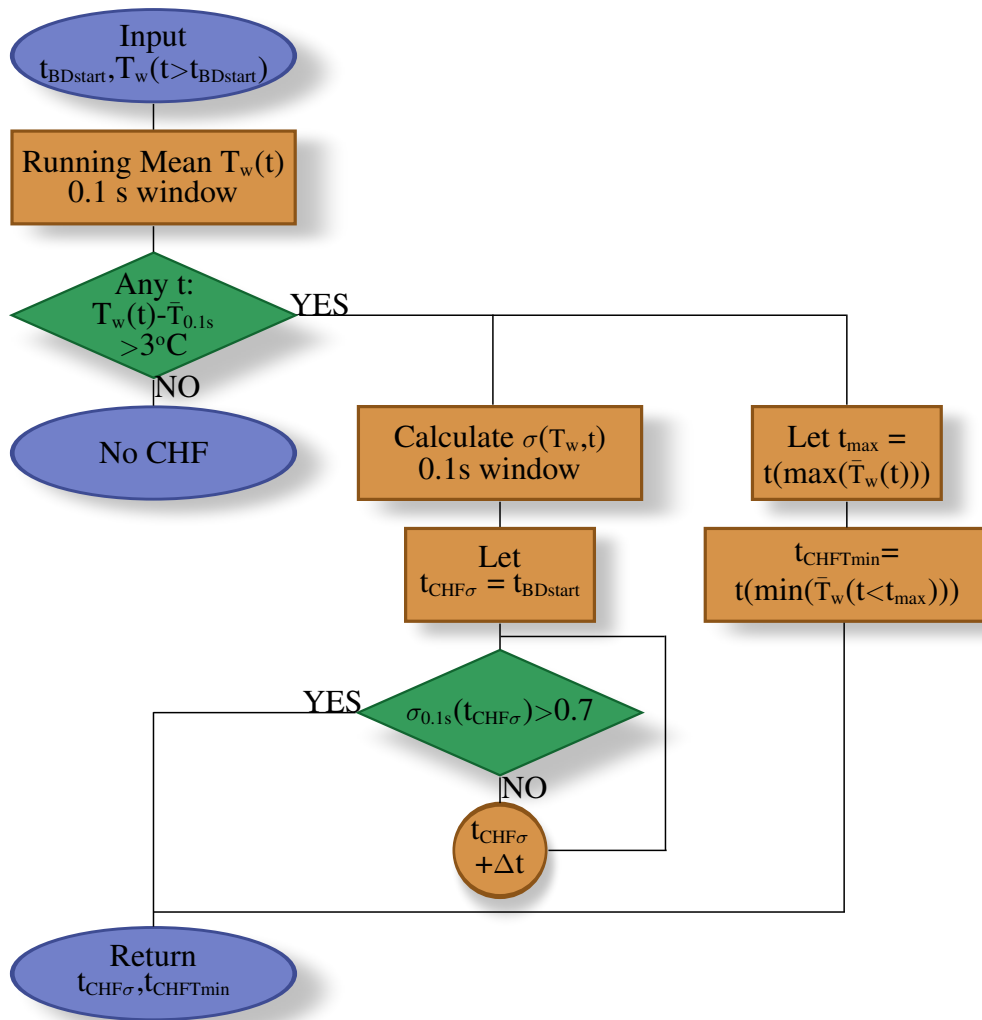 Input
t_BDstart,T_w(t>t_BDstart)
Running Mean T_w(t)
0.1 s window
Any t:
T_w(t)-T̄_0.1s
>3°C
YES
NO
No CHF
Calculate σ(T_w,t)
0.1s window
Let t_max =
t(max(T̄_w(t)))
Let
t_CHFσ = t_BDstart
t_CHFTmin=
t(min(T̄_w(t<t_max)))
YES
σ_0.1s(t_CHFσ)>0.7
NO
t_CHFσ
+Δt
Return
t_CHFσ,t_CHFTmin